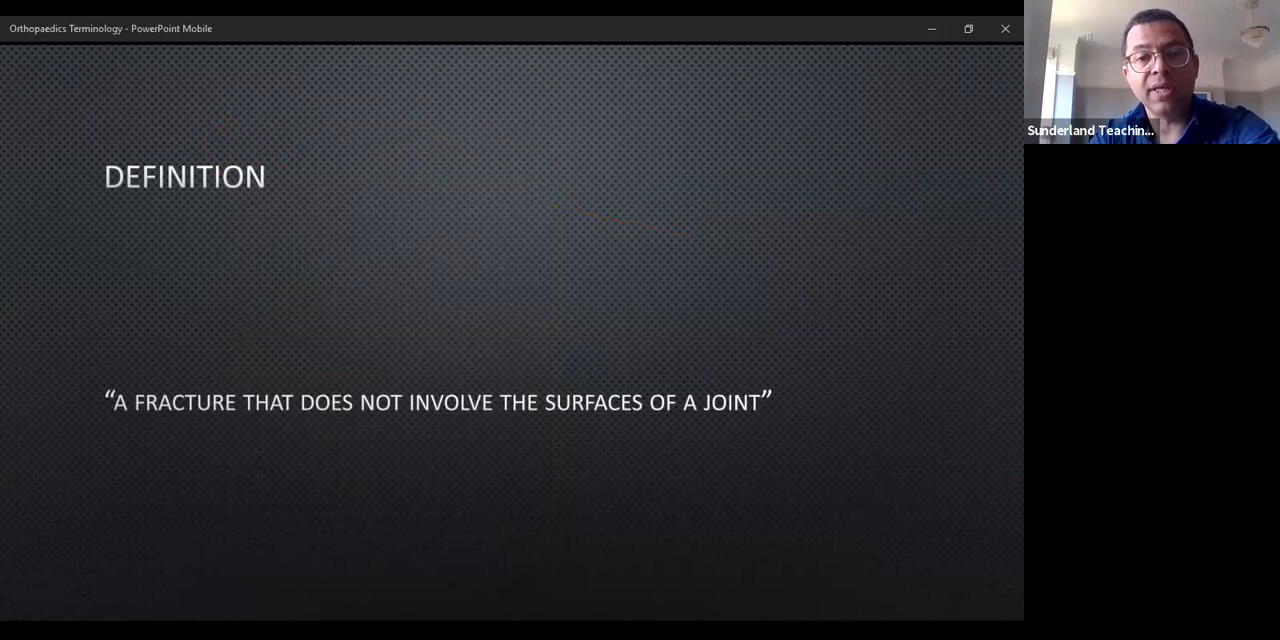 Orthopaedics Terminology - PowerPoint Mobile
Sunderland Teachin...
DEFINITION
“A FRACTURE THAT DOES NOT INVOLVE THE SURFACES OF A JOINT”